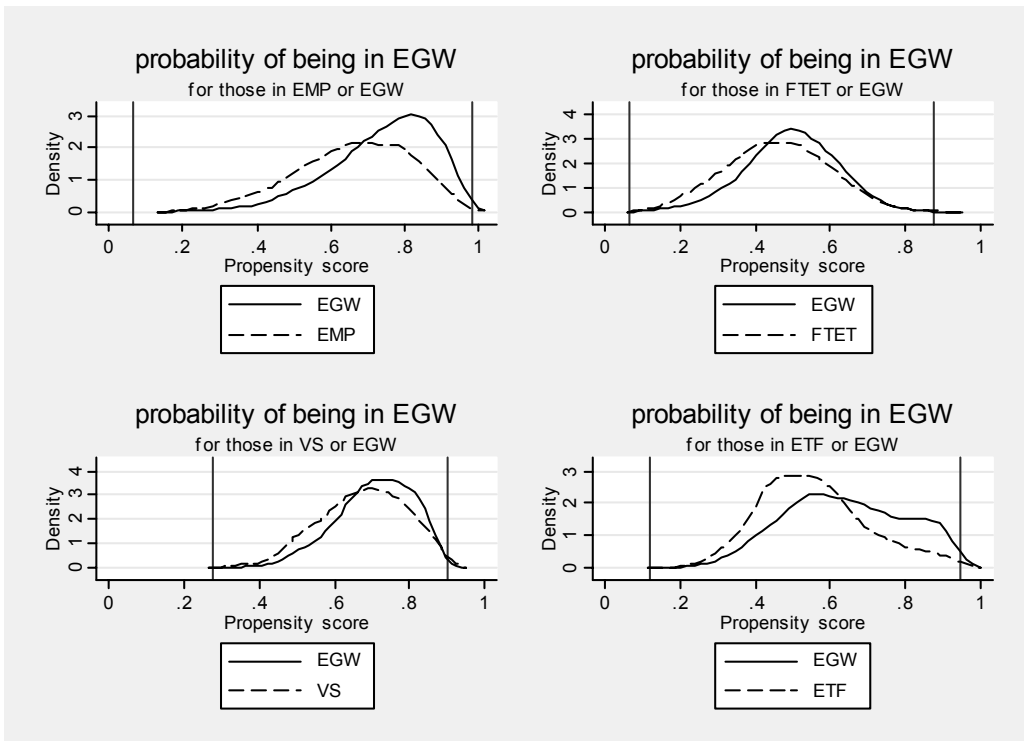 probability of being in EGW
for those in EMP or EGW
Density
0 1 2 3
0 .2 .4 .6 .8 1
Propensity score
EGW
EMP
probability of being in EGW
for those in FTET or EGW
Density
0 1 2 3 4
0 .2 .4 .6 .8 1
Propensity score
EGW
FTET
probability of being in EGW
for those in VS or EGW
Density
0 1 2 3 4
0 .2 .4 .6 .8 1
Propensity score
EGW
VS
probability of being in EGW
for those in ETF or EGW
Density
0 1 2 3
0 .2 .4 .6 .8 1
Propensity score
EGW
ETF